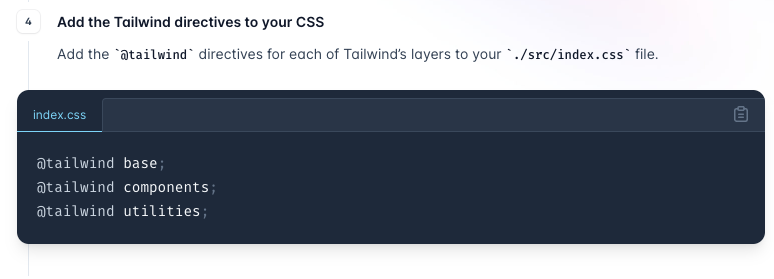 4
Add the Tailwind directives to your CSS
Add the `@tailwind` directives for each of Tailwind's layers to your `./src/index.css` file.
index.css
@tailwind base;
@tailwind components;
@tailwind utilities;